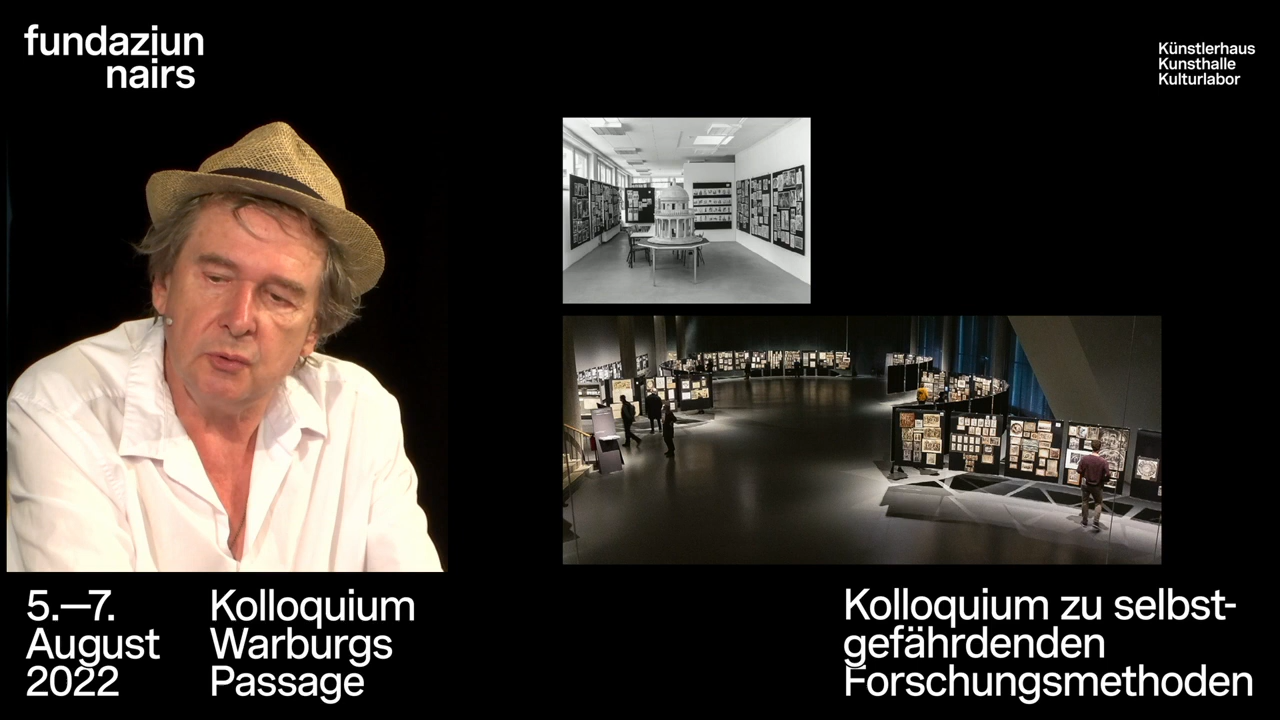 fundaziun
nairs
Künstlerhaus
Kunsthalle
Kulturlabor
5.—7.
August
2022
Kolloquium
Warburgs
Passage
Kolloquium zu selbst-
gefährdenden
Forschungsmethoden